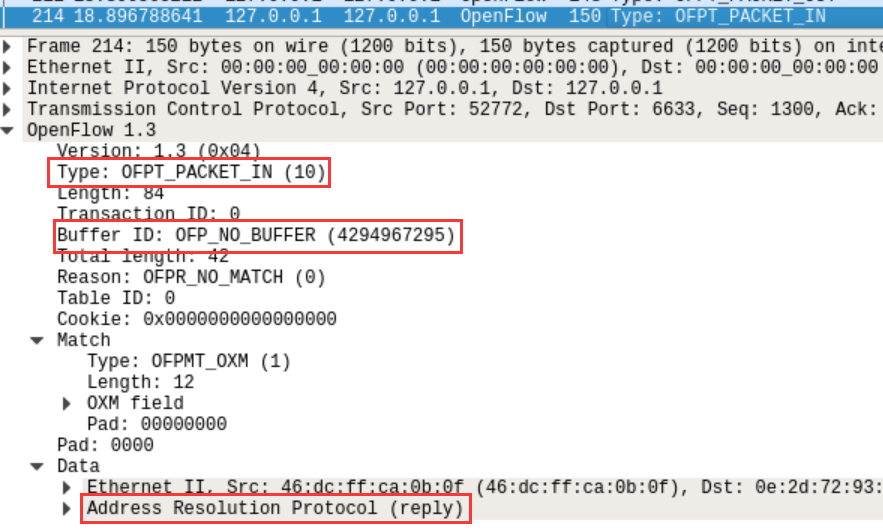 214 18.896788641 127.0.0.1 127.0.0.1 OpenFlow 150 Type: OFPT_PACKET_IN
Frame 214: 150 bytes on wire (1200 bits), 150 bytes captured (1200 bits) on inte
Ethernet II, Src: 00:00:00_00:00:00 (00:00:00:00:00:00), Dst: 00:00:00_00:00:00
Internet Protocol Version 4, Src: 127.0.0.1, Dst: 127.0.0.1
Transmission Control Protocol, Src Port: 52772, Dst Port: 6633, Seq: 1300, Ack:
OpenFlow 1.3
Version: 1.3 (0x04)
Type: OFPT_PACKET_IN (10)
Length: 84
Transaction ID: 0
Buffer ID: OFP_NO_BUFFER (4294967295)
Total length: 42
Reason: OFPR_NO_MATCH (0)
Table ID: 0
Cookie: 0x0000000000000000
Match
Type: OFPMT_OXM (1)
Length: 12
OXM field
Pad: 00000000
Pad: 0000
Data
Ethernet II, Src: 46:dc:ff:ca:0b:0f (46:dc:ff:ca:0b:0f), Dst: 0e:2d:72:93:
Address Resolution Protocol (reply)